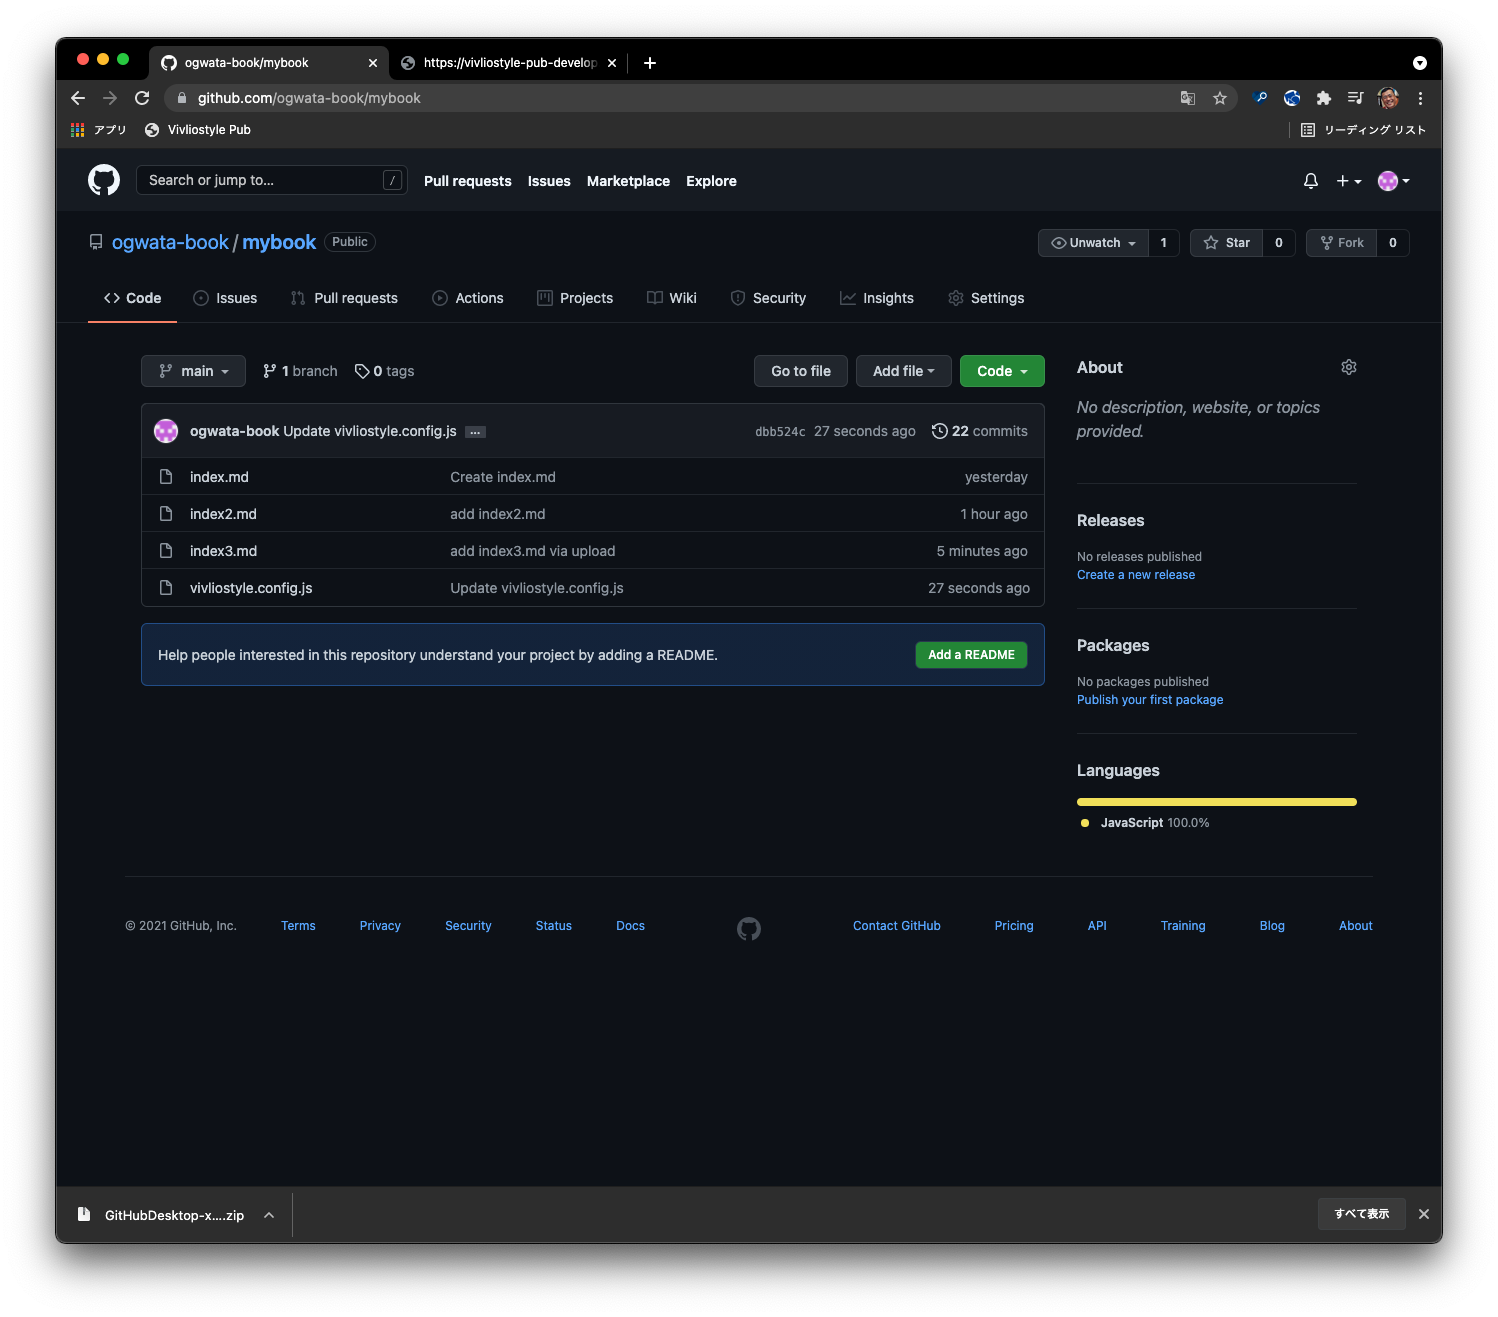 ogwata-book/mybook
https://vivliostyle-pub-develop
github.com/ogwata-book/mybook
アプリ
Vivliostyle Pub
リーディング リスト
Search or jump to...
/
Pull requests
Issues
Marketplace
Explore
ogwata-book / mybook
Public
Unwatch
1
Star
0
Fork
0
Code
Issues
Pull requests
Actions
Projects
Wiki
Security
Insights
Settings
main
1 branch
0 tags
Go to file
Add file
Code
ogwata-book Update vivliostyle.config.js ...
dbb524c 27 seconds ago
22 commits
index.md
Create index.md
yesterday
index2.md
add index2.md
1 hour ago
index3.md
add index3.md via upload
5 minutes ago
vivliostyle.config.js
Update vivliostyle.config.js
27 seconds ago
Help people interested in this repository understand your project by adding a README.
Add a README
About
No description, website, or topics
provided.
Releases
No releases published
Create a new release
Packages
No packages published
Publish your first package
Languages
JavaScript 100.0%
© 2021 GitHub, Inc.
Terms
Privacy
Security
Status
Docs
Contact GitHub
Pricing
API
Training
Blog
About
GitHubDesktop-x....zip
すべて表示